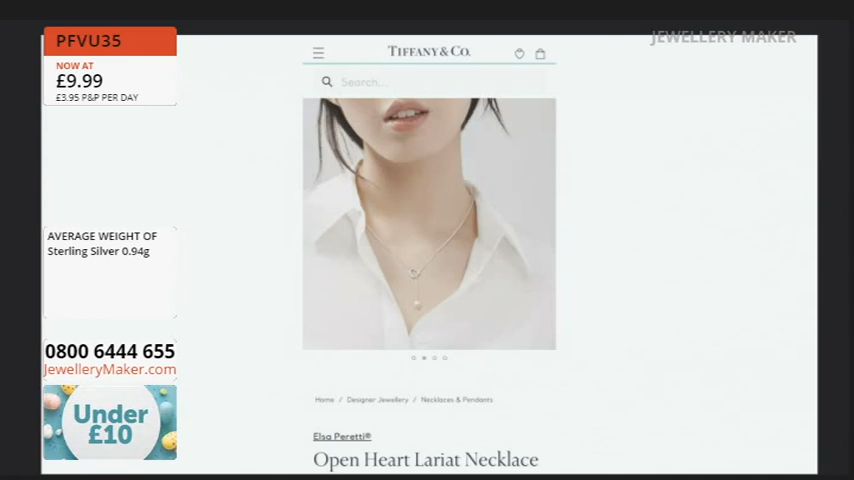 PFVU35
NOW AT
£9.99
£3.95 P&P PER DAY
JEWELLERY MAKER
TIFFANY & CO.
Search...
AVERAGE WEIGHT OF
Sterling Silver 0.94g
0800 6444 655
JewelleryMaker.com
Under
£10
Home / Designer Jewellery / Necklaces & Pendants
Elsa Peretti®
Open Heart Lariat Necklace